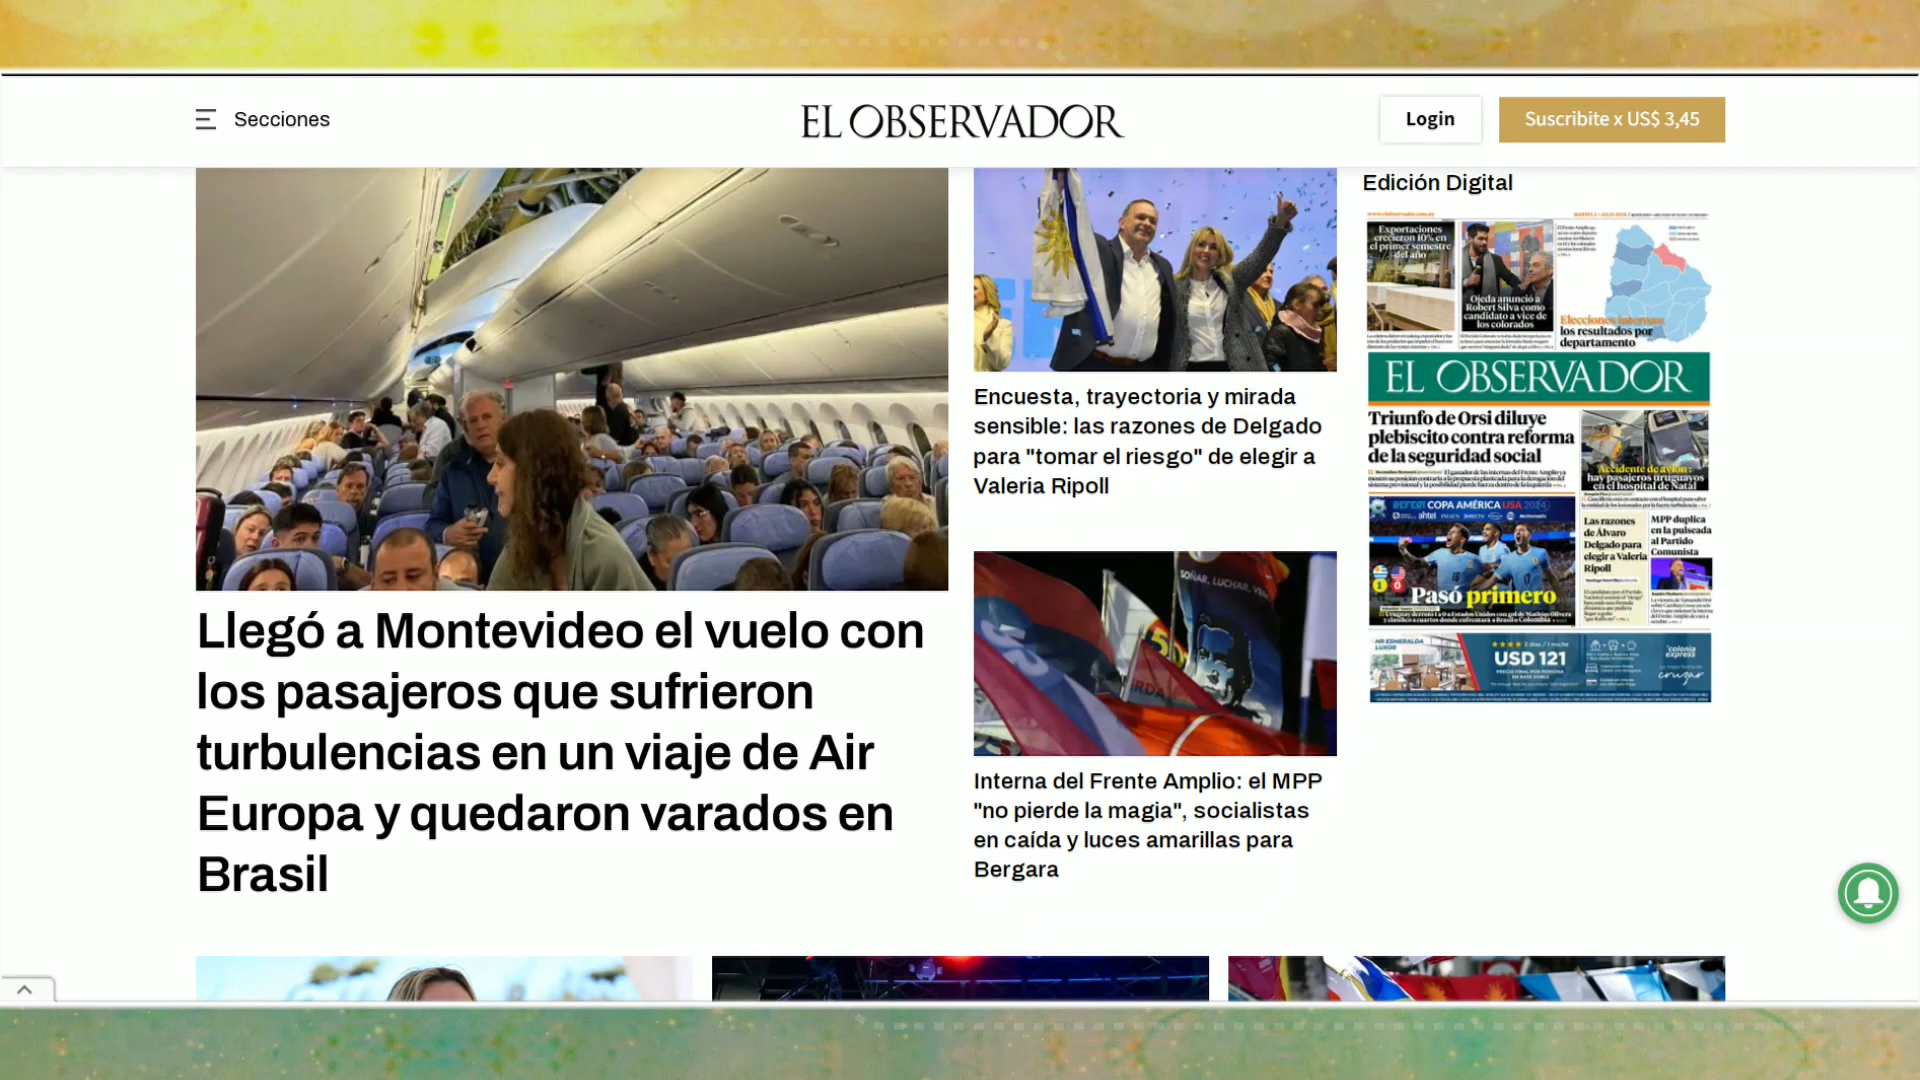 Secciones
EL OBSERVADOR
Login
Suscribite x US$ 3,45
Llegó a Montevideo el vuelo con
los pasajeros que sufrieron
turbulencias en un viaje de Air
Europa y quedaron varados en
Brasil
SOÑAR, LUCHAR,
Encuesta, trayectoria y mirada
sensible: las razones de Delgado
para "tomar el riesgo" de elegir a
Valeria Ripoll
Interna del Frente Amplio: el MPP
"no pierde la magia", socialistas
en caída y luces amarillas para
Bergara
Edición Digital
Exportaciones
crecieron 10% en
el primer semestre
del año
Ojeda anunció a
Robert Silva como
candidato a vice de
los colorados
Elecciones internas:
los resultados por
departamento
EL OBSERVADOR
Triunfo de Orsi diluye
plebiscito contra reforma
de la seguridad social
Accidente de avión:
hay pasajeros uruguayos
en el hospital de Natal
COPA AMÉRICA USA 2024
Pasó primero
Las razones
de Álvaro
Delgado para
elegir a Valeria
Ripoll
MPP duplica
en la pulseada
al Partido
Comunista
HR ESMERALDA
LUXOR
USD 121
colonia
express